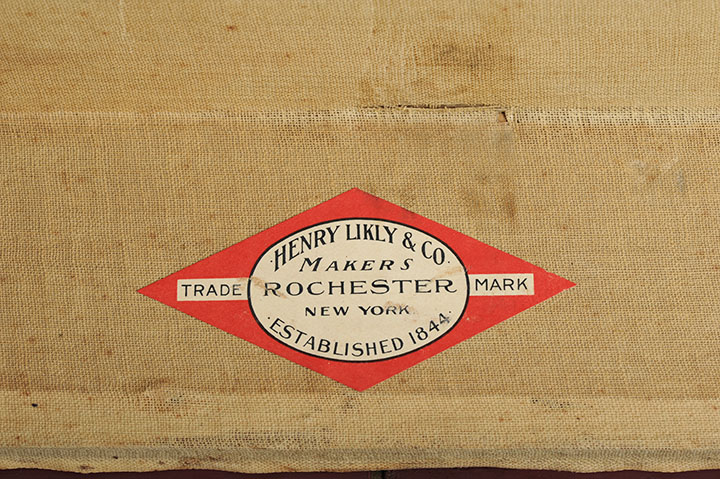 HENRY LIKLY & CO.
MAKERS
TRADE ROCHESTER MARK
NEW YORK
ESTABLISHED 1844